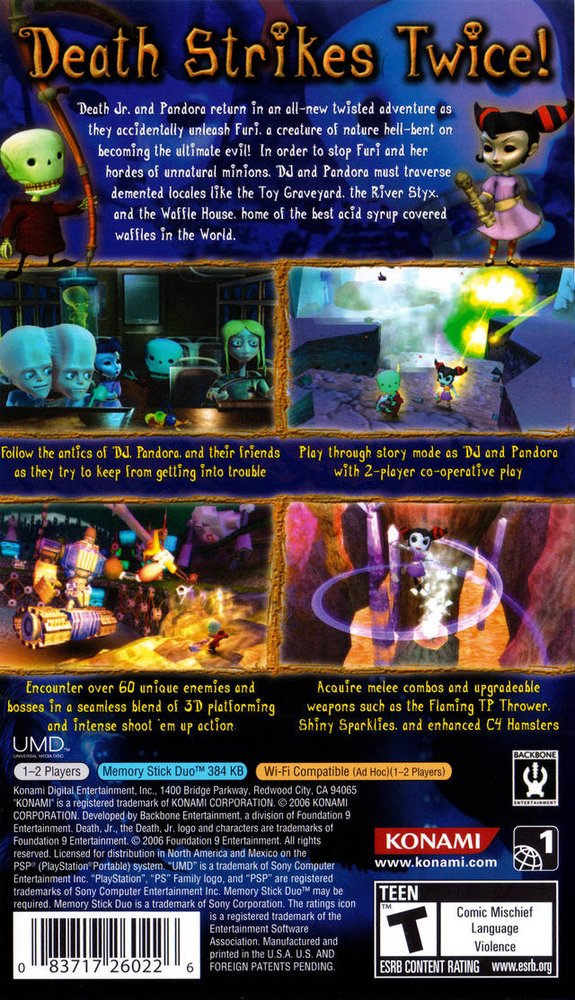 Death Strikes Twice!
Death Jr. and Pandora return in an all-new twisted adventure as
they accidentally unleash Furi, a creature of nature hell-bent on
becoming the ultimate evil! In order to stop Furi and her
hordes of unnatural minions, DJ and Pandora must traverse
demented locales like the Toy Graveyard, the River Styx,
and the Waffle House, home of the best acid syrup covered
waffles in the World.
Follow the antics of DJ, Pandora, and their friends
as they try to keep from getting into trouble
Play through story mode as DJ and Pandora
with 2-player co-operative play
Encounter over 60 unique enemies and
bosses in a seamless blend of 3D platforming
and intense shoot 'em up action
Acquire melee combos and upgradeable
weapons such as the Flaming TP Thrower,
Shiny Sparklies, and enhanced C4 Hamsters
UMD™
UNIVERSAL MEDIA DISC
1-2 Players
Memory Stick Duo™ 384 KB
Wi-Fi Compatible (Ad Hoc)(1-2 Players)
BACKBONE
ENTERTAINMENT
Konami Digital Entertainment, Inc., 1400 Bridge Parkway, Redwood City, CA 94065
"KONAMI" is a registered trademark of KONAMI CORPORATION. © 2006 KONAMI
CORPORATION. Developed by Backbone Entertainment, a division of Foundation 9
Entertainment. Death, Jr., the Death, Jr. logo and characters are trademarks of
Foundation 9 Entertainment. © 2006 Foundation 9 Entertainment. All rights
reserved. Licensed for distribution in North America and Mexico on the
PSP® (PlayStation®Portable) system. "UMD" is a trademark of Sony Computer
Entertainment Inc. "PlayStation", "PS" Family logo, and "PSP" are registered
trademarks of Sony Computer Entertainment Inc. Memory Stick Duo™ may be
required. Memory Stick Duo is a trademark of Sony Corporation. The ratings icon
is a registered trademark of the
Entertainment Software
Association. Manufactured and
printed in the U.S.A. U.S. AND
FOREIGN PATENTS PENDING.
KONAMI
www.konami.com
1
0 83717 26022 6
TEEN
T
™
Comic Mischief
Language
Violence
ESRB CONTENT RATING www.esrb.org